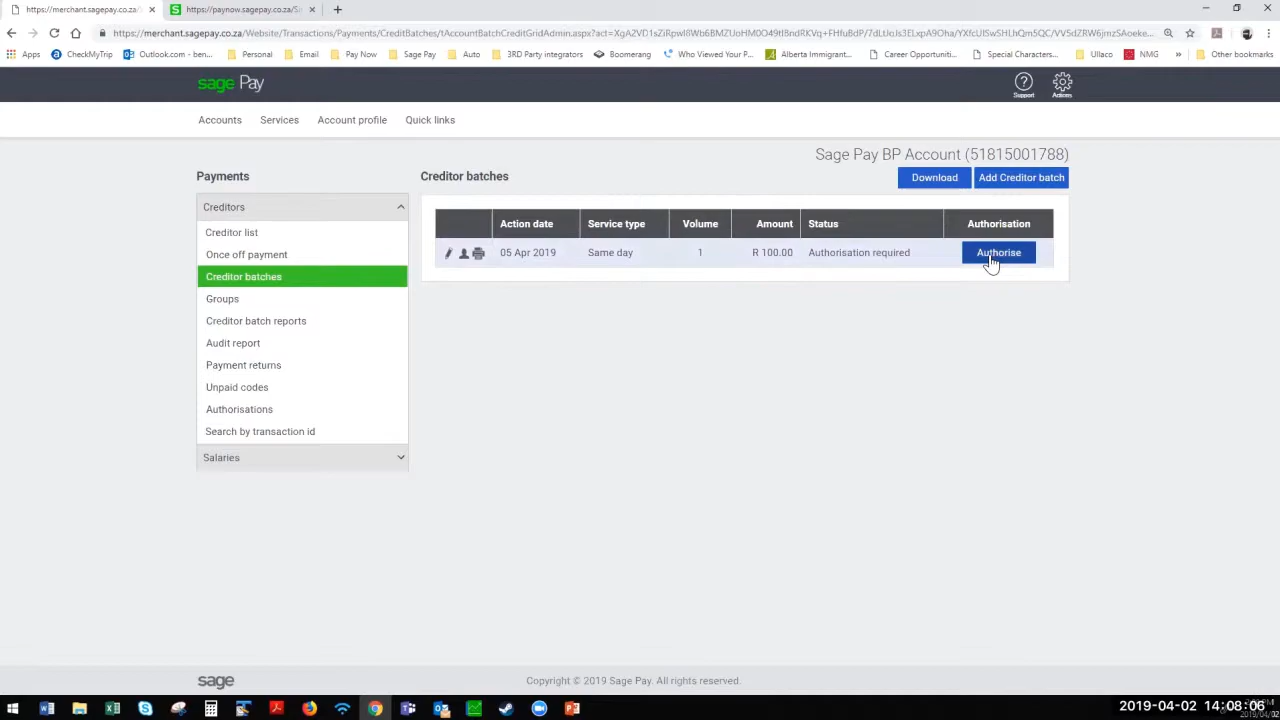 https://merchant.sagepay.co.za/W... https://paynow.sagepay.co.za/Si...
Apps CheckMyTrip Outlook.com - ben... Personal Email Pay Now Sage Pay Auto 3RD Party integrators Boomerang Who Viewed Your P... Alberta Immigrant... Career Opportuniti... Special Characters... Ullaco NMG » Other bookmarks
sage Pay
Support Actions
Accounts Services Account profile Quick links
Sage Pay BP Account (51815001788)
Payments
Creditor batches
Download Add Creditor batch
Creditors
Creditor list
Once off payment
Creditor batches
Groups
Creditor batch reports
Audit report
Payment returns
Unpaid codes
Authorisations
Search by transaction id
Salaries
Action date Service type Volume Amount Status Authorisation
05 Apr 2019 Same day 1 R 100.00 Authorisation required Authorise
sage
Copyright © 2019 Sage Pay. All rights reserved.
2019-04-02 14:08:06